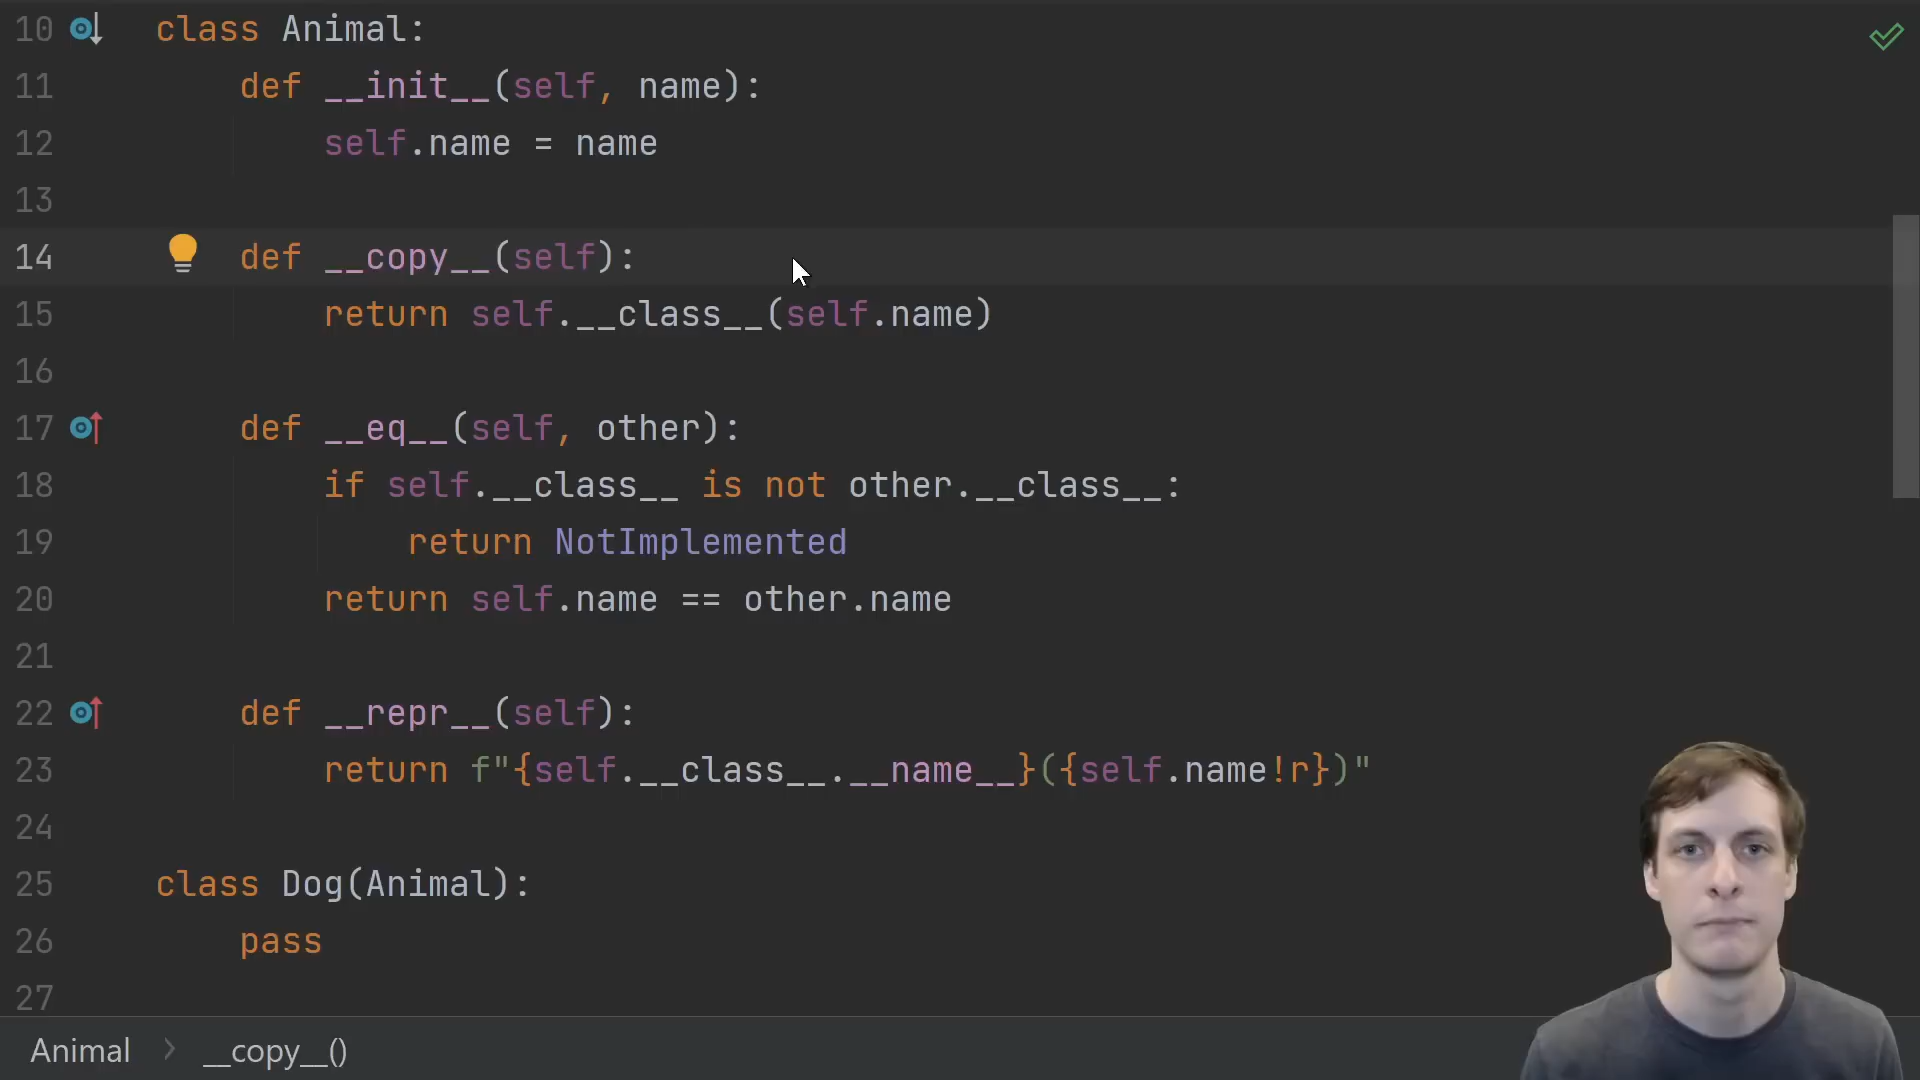 10 class Animal:
11     def __init__(self, name):
12         self.name = name
13
14     def __copy__(self):
15         return self.__class__(self.name)
16
17     def __eq__(self, other):
18         if self.__class__ is not other.__class__:
19             return NotImplemented
20         return self.name == other.name
21
22     def __repr__(self):
23         return f"{self.__class__.__name__}({self.name!r})"
24
25 class Dog(Animal):
26     pass
27
Animal > __copy__()